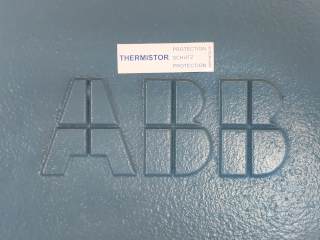 THERMISTOR
PROTECTION
SCHUTZ
PROTECTION
ABB